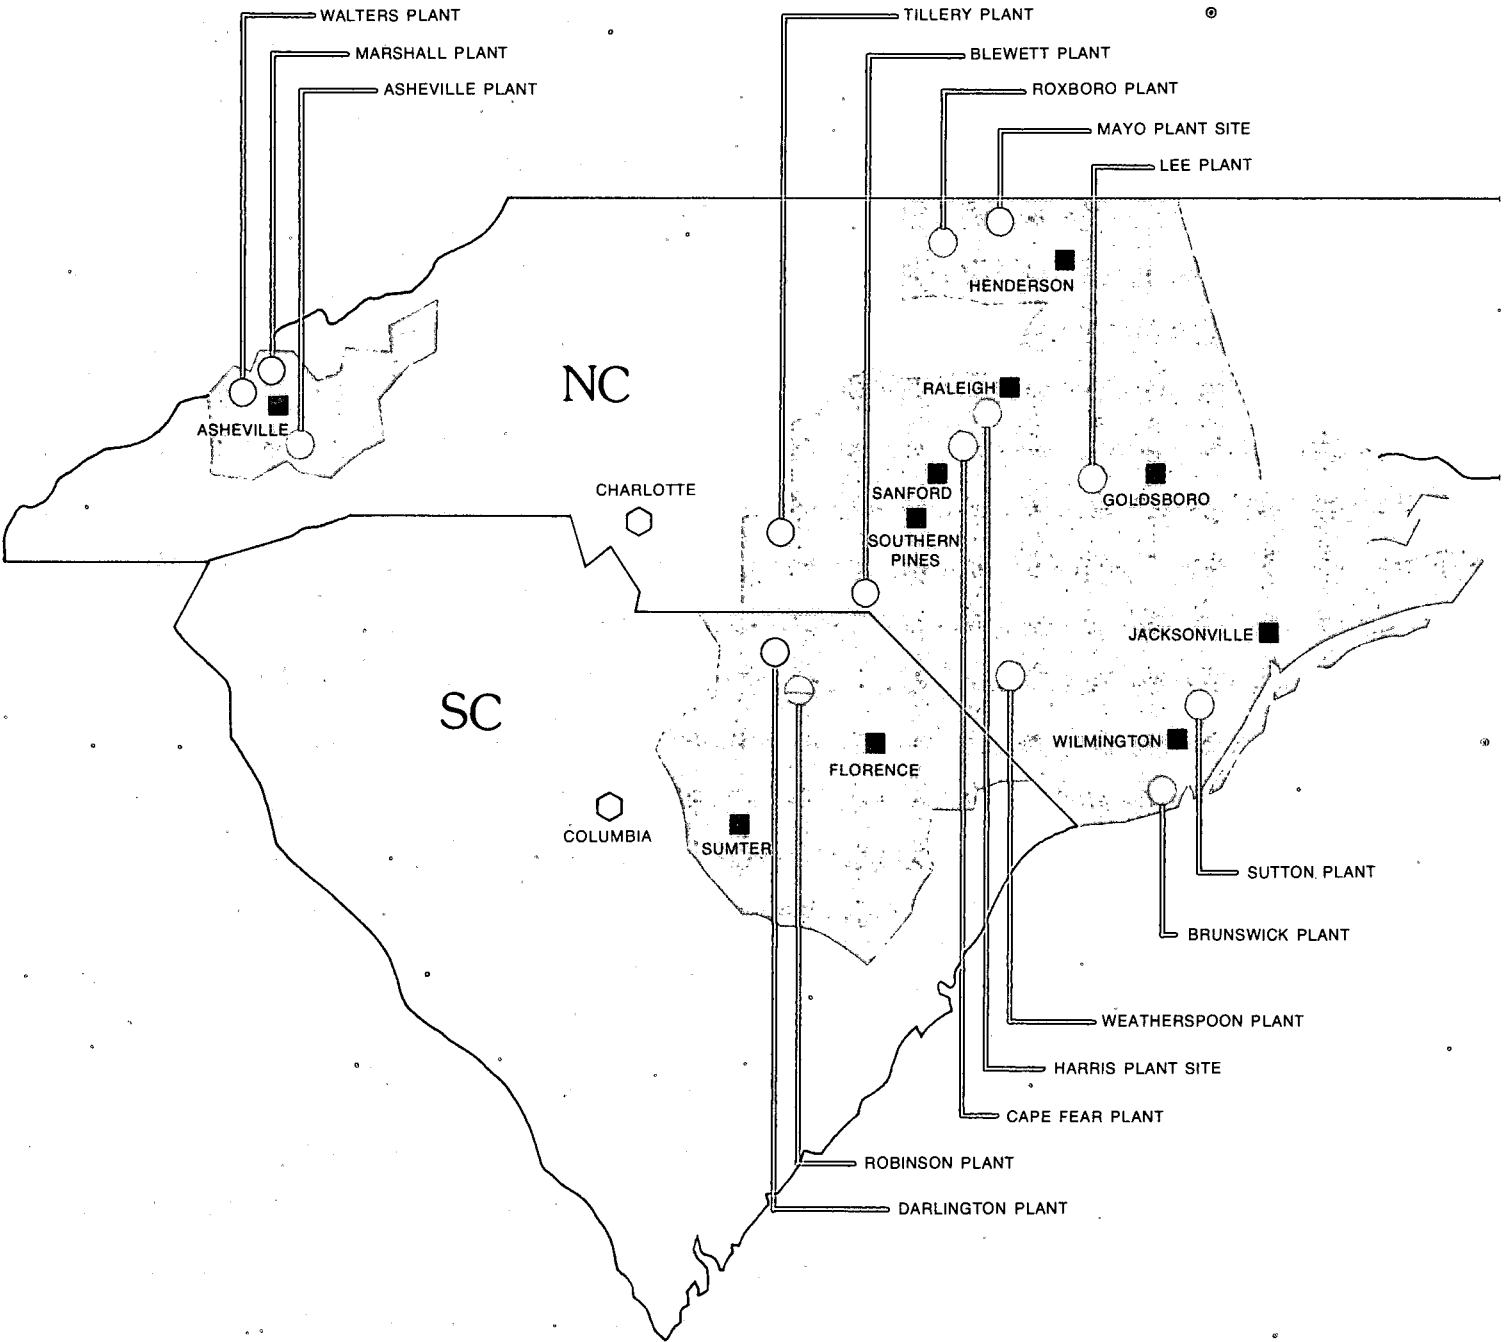 WALTERS PLANT
TILLERY PLANT
MARSHALL PLANT
BLEWETT PLANT
ASHEVILLE PLANT
ROXBORO PLANT
MAYO PLANT SITE
LEE PLANT
HENDERSON
NC
RALEIGH
ASHEVILLE
CHARLOTTE
SANFORD
GOLDSBORO
SOUTHERN
PINES
JACKSONVILLE
SC
WILMINGTON
FLORENCE
COLUMBIA
SUMTER
SUTTON PLANT
BRUNSWICK PLANT
WEATHERSPOON PLANT
HARRIS PLANT SITE
CAPE FEAR PLANT
ROBINSON PLANT
DARLINGTON PLANT